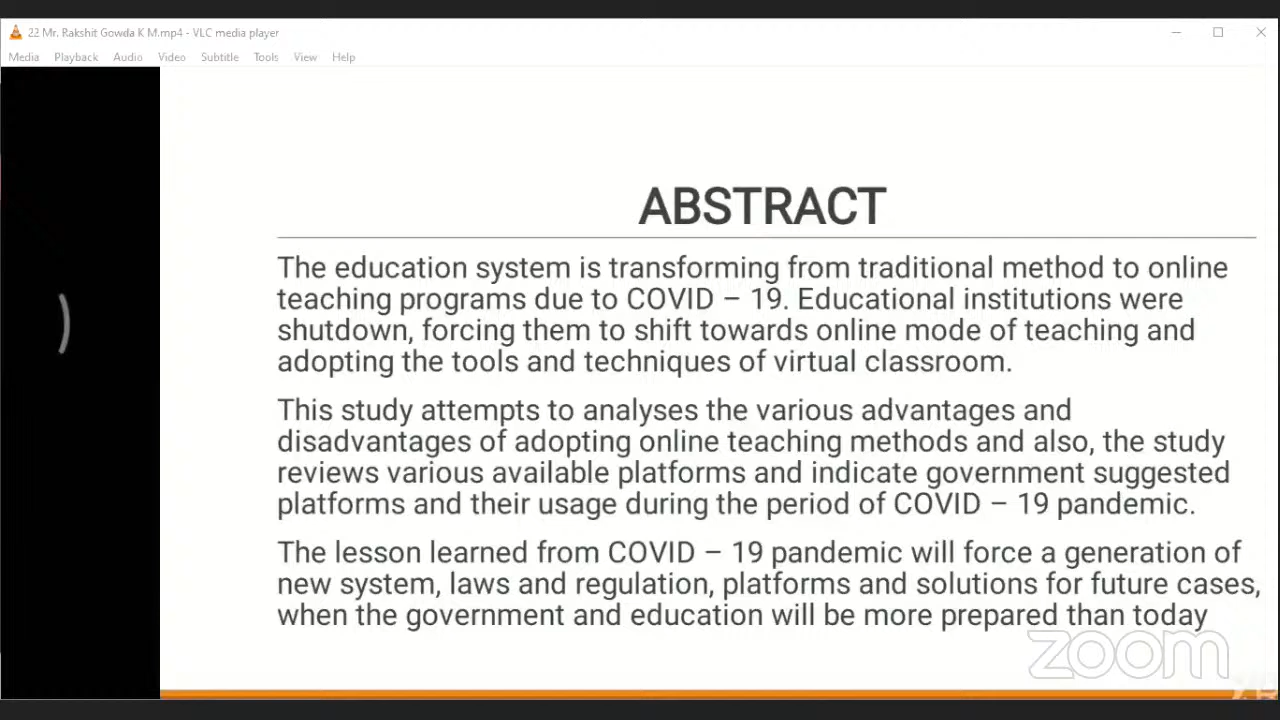 22 Mr. Rakshit Gowda K M.mp4 - VLC media player
Media Playback Audio Video Subtitle Tools View Help
ABSTRACT
The education system is transforming from traditional method to online
teaching programs due to COVID – 19. Educational institutions were
shutdown, forcing them to shift towards online mode of teaching and
adopting the tools and techniques of virtual classroom.
This study attempts to analyses the various advantages and
disadvantages of adopting online teaching methods and also, the study
reviews various available platforms and indicate government suggested
platforms and their usage during the period of COVID – 19 pandemic.
The lesson learned from COVID – 19 pandemic will force a generation of
new system, laws and regulation, platforms and solutions for future cases,
when the government and education will be more prepared than today
zoom